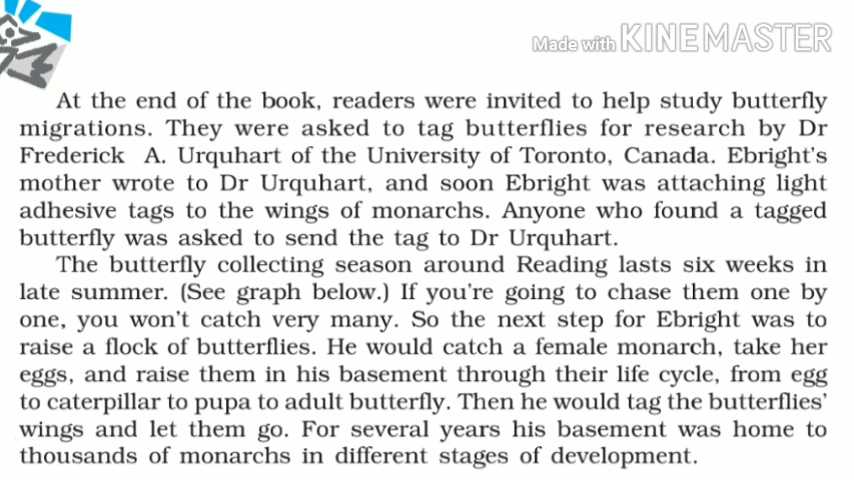 Made with KINEMASTER
At the end of the book, readers were invited to help study butterfly
migrations. They were asked to tag butterflies for research by Dr
Frederick A. Urquhart of the University of Toronto, Canada. Ebright's
mother wrote to Dr Urquhart, and soon Ebright was attaching light
adhesive tags to the wings of monarchs. Anyone who found a tagged
butterfly was asked to send the tag to Dr Urquhart.
The butterfly collecting season around Reading lasts six weeks in
late summer. (See graph below.) If you're going to chase them one by
one, you won't catch very many. So the next step for Ebright was to
raise a flock of butterflies. He would catch a female monarch, take her
eggs, and raise them in his basement through their life cycle, from egg
to caterpillar to pupa to adult butterfly. Then he would tag the butterflies'
wings and let them go. For several years his basement was home to
thousands of monarchs in different stages of development.